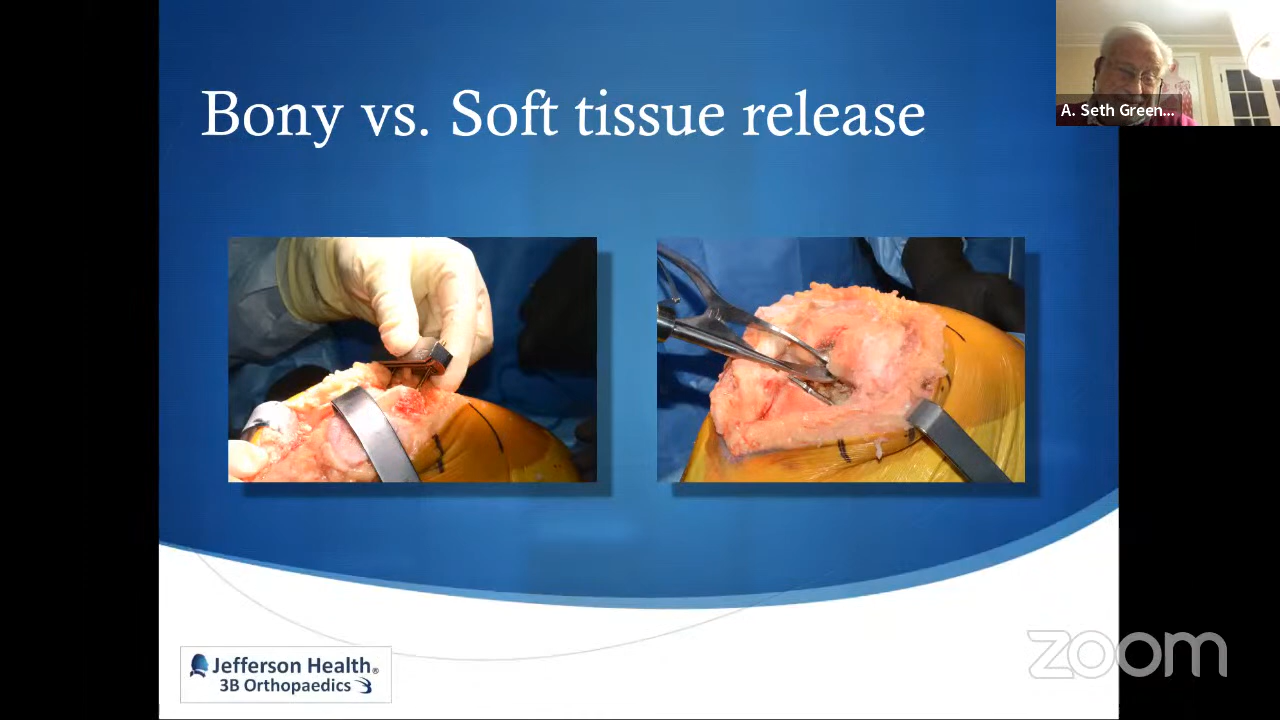 Bony vs. Soft tissue release
A. Seth Green...
Jefferson Health®
3B Orthopaedics
zoom